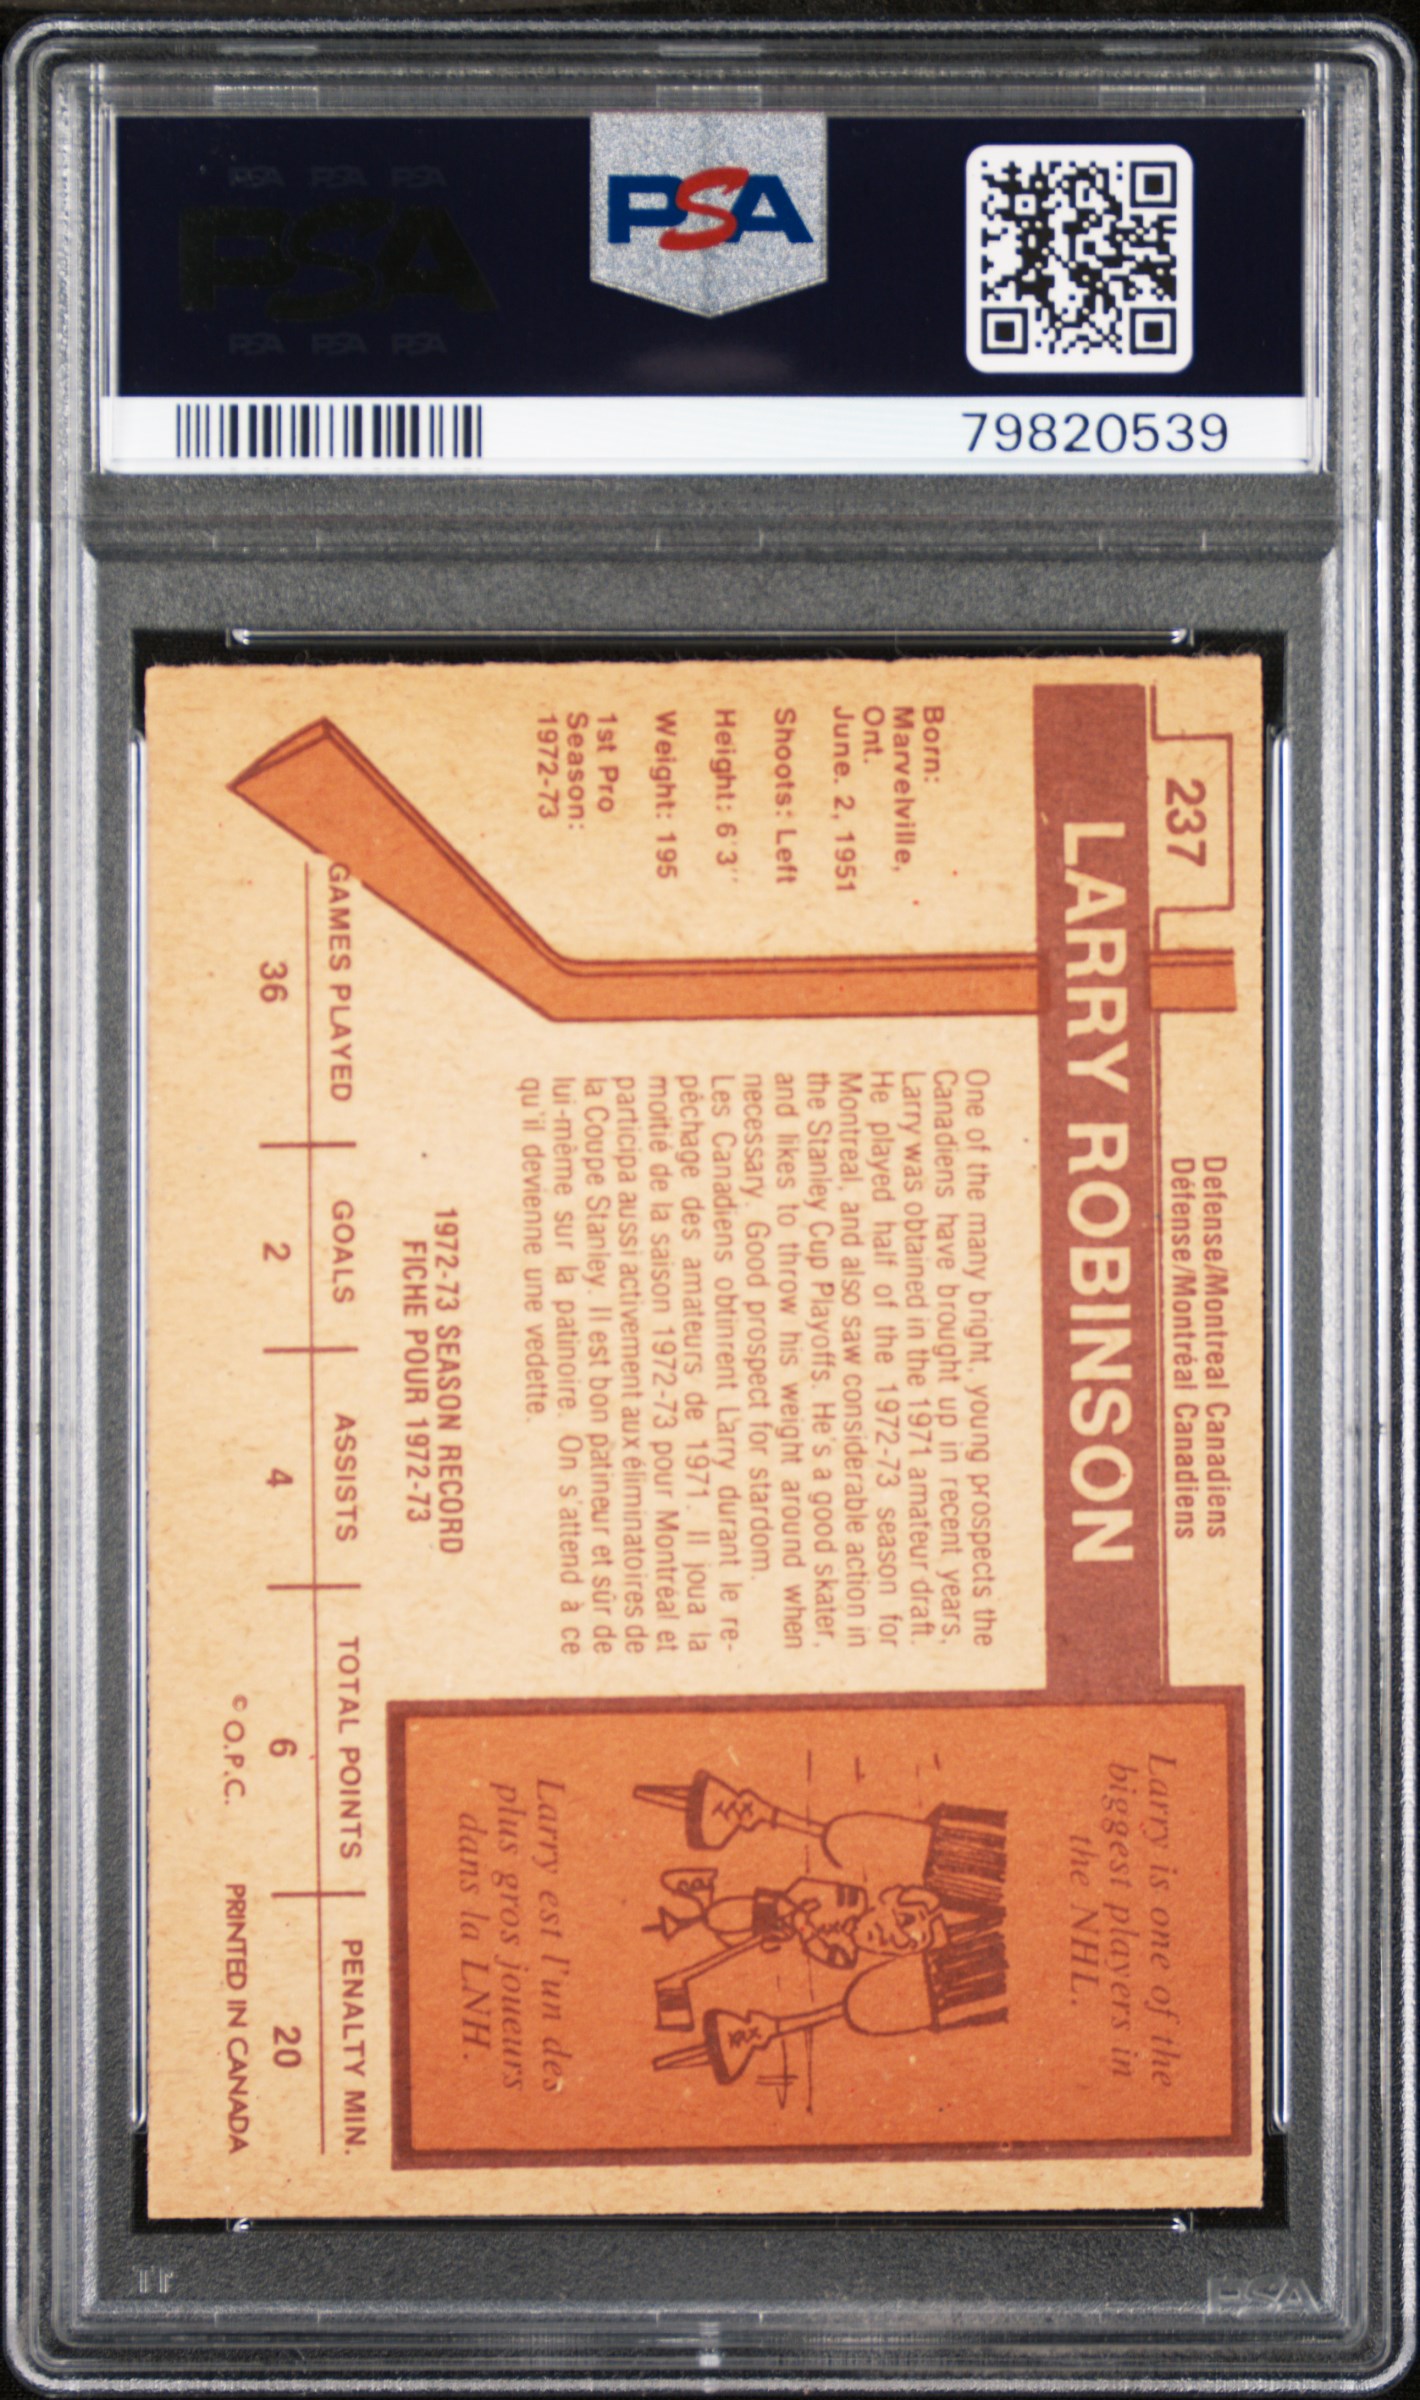 PSA PSA PSA
PSA
PSA PSA PSA
PSA
79820539
237
Defense/Montreal Canadiens
Défense/Montréal Canadiens
LARRY ROBINSON
Born:
Marvelville,
Ont.
June. 2, 1951
Shoots: Left
Height: 6'3''
Weight: 195
1st Pro
Season:
1972-73
One of the many bright, young prospects the
Canadiens have brought up in recent years,
Larry was obtained in the 1971 amateur draft.
He played half of the 1972-73 season for
Montreal, and also saw considerable action in
the Stanley Cup Playoffs. He's a good skater,
and likes to throw his weight around when
necessary. Good prospect for stardom.
Les Canadiens obtinrent Larry durant le re-
pêchage des amateurs de 1971. Il joua la
moitié de la saison 1972-73 pour Montréal et
participa aussi activement aux éliminatoires de
la Coupe Stanley. Il est bon patineur et sûr de
lui-même sur la patinoire. On s'attend à ce
qu'il devienne une vedette.
Larry is one of the
biggest players in
the NHL.
Larry est l'un des
plus gros joueurs
dans la LNH.
1972-73 SEASON RECORD
FICHE POUR 1972-73
GAMES PLAYED GOALS ASSISTS TOTAL POINTS PENALTY MIN.
36 2 4 6 20
© O.P.C. PRINTED IN CANADA
PSA